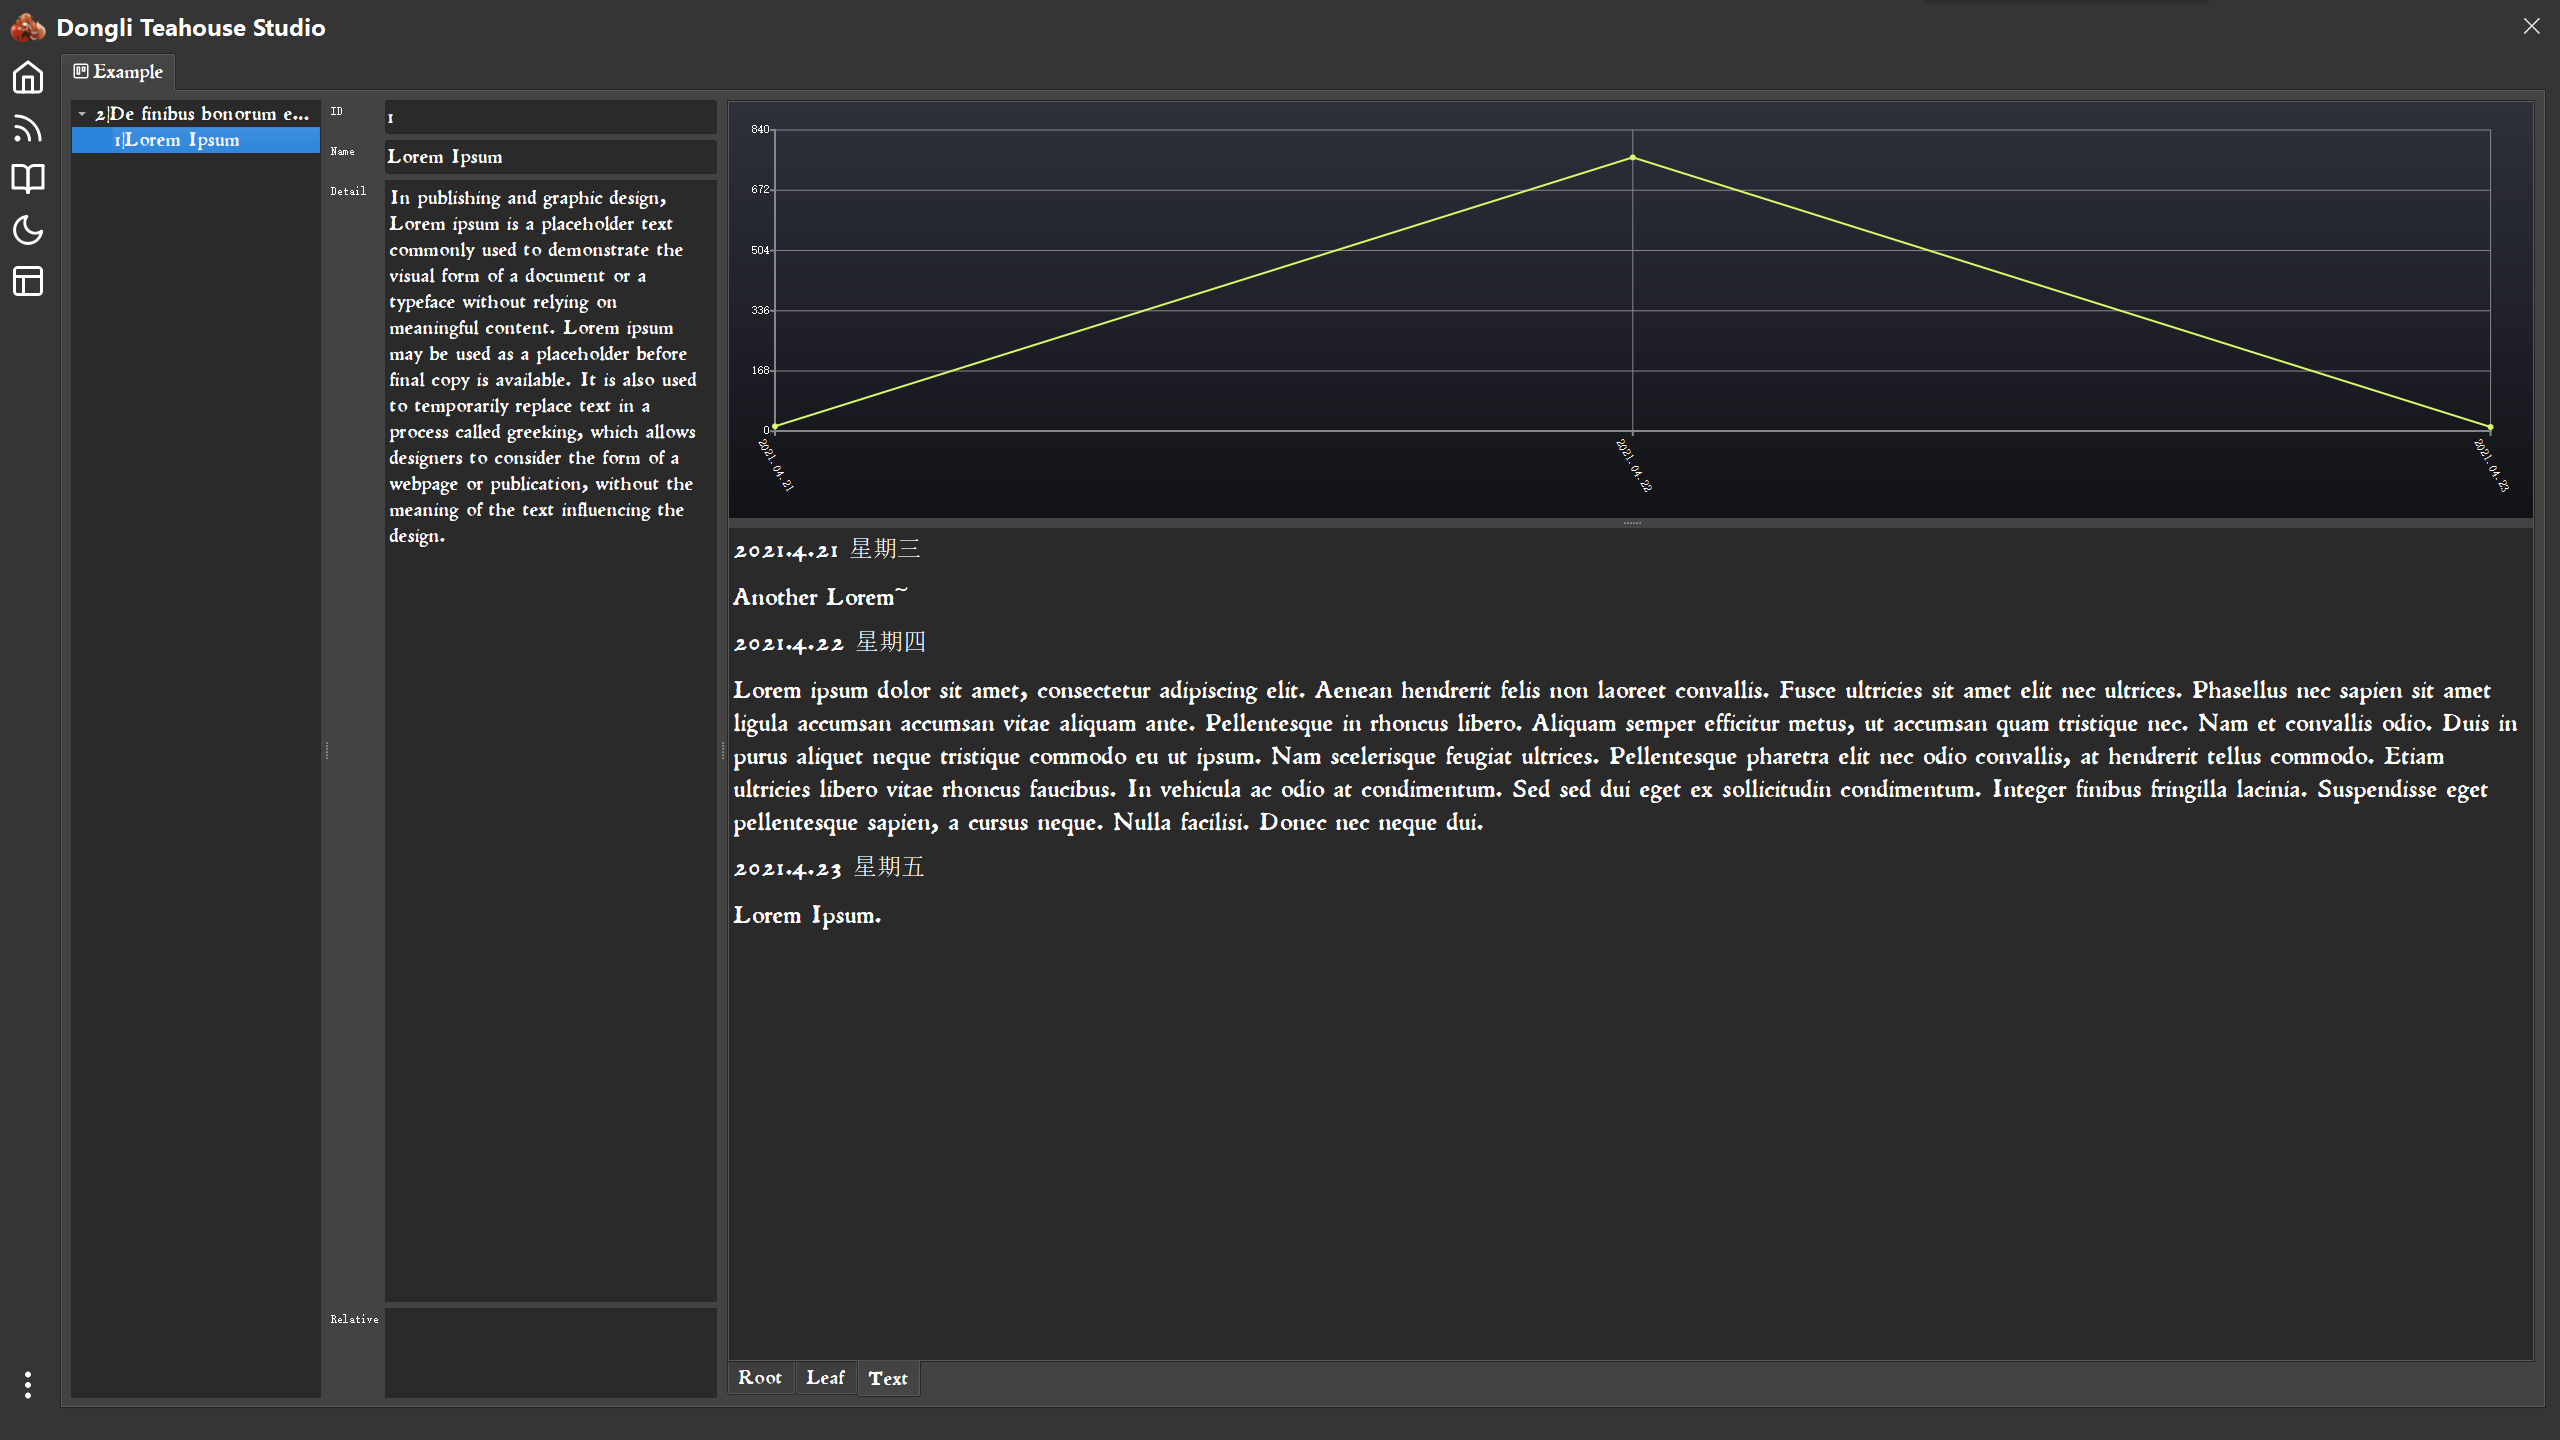 Dongli Teahouse Studio
Example
2|De finibus bonorum e...
1|Lorem Ipsum
ID
1
Name
Lorem Ipsum
Detail
In publishing and graphic design,
Lorem ipsum is a placeholder text
commonly used to demonstrate the
visual form of a document or a
typeface without relying on
meaningful content. Lorem ipsum
may be used as a placeholder before
final copy is available. It is also used
to temporarily replace text in a
process called greeking, which allows
designers to consider the form of a
webpage or publication, without the
meaning of the text influencing the
design.
Relative
840
672
504
336
168
0
2021.04.21
2021.04.22
2021.04.23
2021.4.21 星期三
Another Lorem~
2021.4.22 星期四
Lorem ipsum dolor sit amet, consectetur adipiscing elit. Aenean hendrerit felis non laoreet convallis. Fusce ultricies sit amet elit nec ultrices. Phasellus nec sapien sit amet
ligula accumsan accumsan vitae aliquam ante. Pellentesque in rhoncus libero. Aliquam semper efficitur metus, ut accumsan quam tristique nec. Nam et convallis odio. Duis in
purus aliquet neque tristique commodo eu ut ipsum. Nam scelerisque feugiat ultrices. Pellentesque pharetra elit nec odio convallis, at hendrerit tellus commodo. Etiam
ultricies libero vitae rhoncus faucibus. In vehicula ac odio at condimentum. Sed sed dui eget ex sollicitudin condimentum. Integer finibus fringilla lacinia. Suspendisse eget
pellentesque sapien, a cursus neque. Nulla facilisi. Donec nec neque dui.
2021.4.23 星期五
Lorem Ipsum.
Root
Leaf
Text